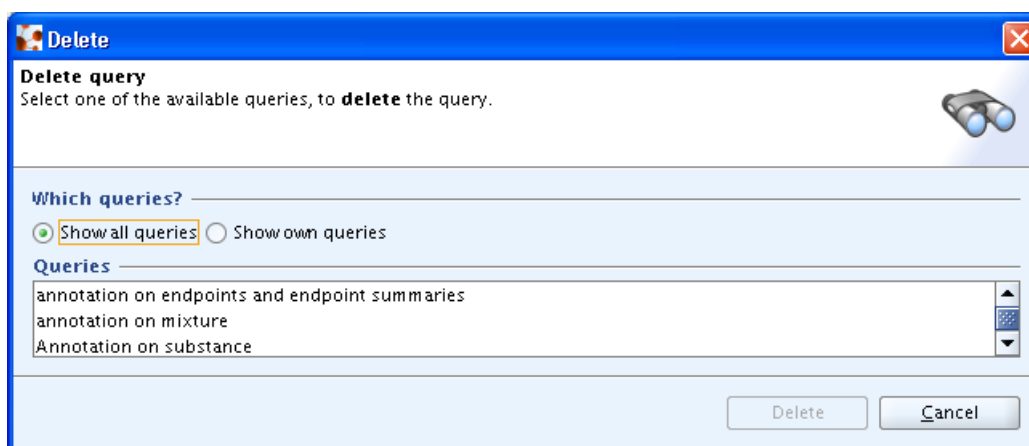 Delete
Delete query
Select one of the available queries, to delete the query.
Which queries?
Show all queries Show own queries
Queries
annotation on endpoints and endpoint summaries
annotation on mixture
Annotation on substance
Delete Cancel